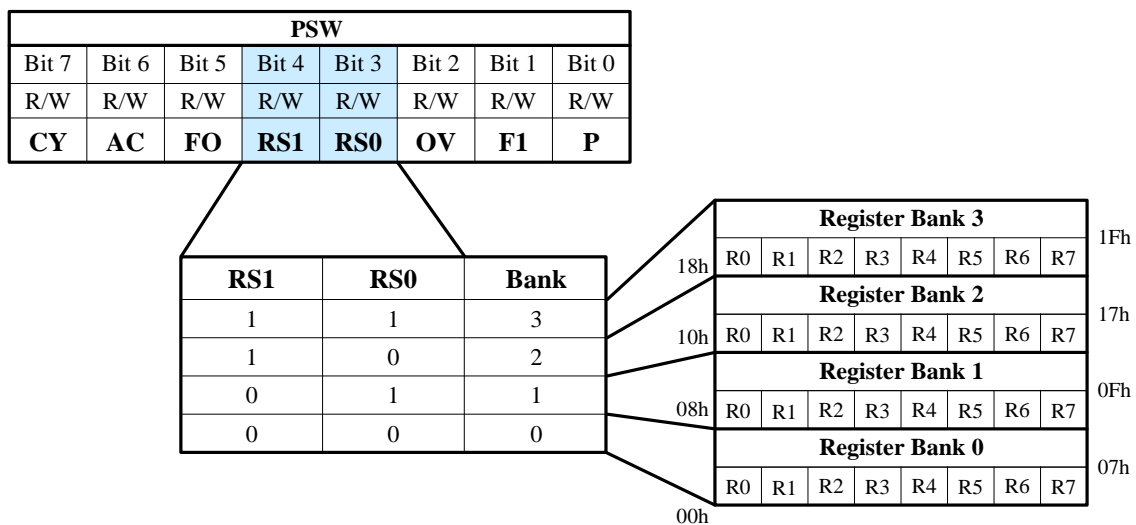 PSW
Bit 7 Bit 6 Bit 5 Bit 4 Bit 3 Bit 2 Bit 1 Bit 0
R/W R/W R/W R/W R/W R/W R/W R/W
CY AC FO RS1 RS0 OV F1 P
RS1 RS0 Bank
1 1 3
1 0 2
0 1 1
0 0 0
Register Bank 3
1Fh
18h R0 R1 R2 R3 R4 R5 R6 R7
Register Bank 2
17h
10h R0 R1 R2 R3 R4 R5 R6 R7
Register Bank 1
0Fh
08h R0 R1 R2 R3 R4 R5 R6 R7
Register Bank 0
07h
R0 R1 R2 R3 R4 R5 R6 R7
00h